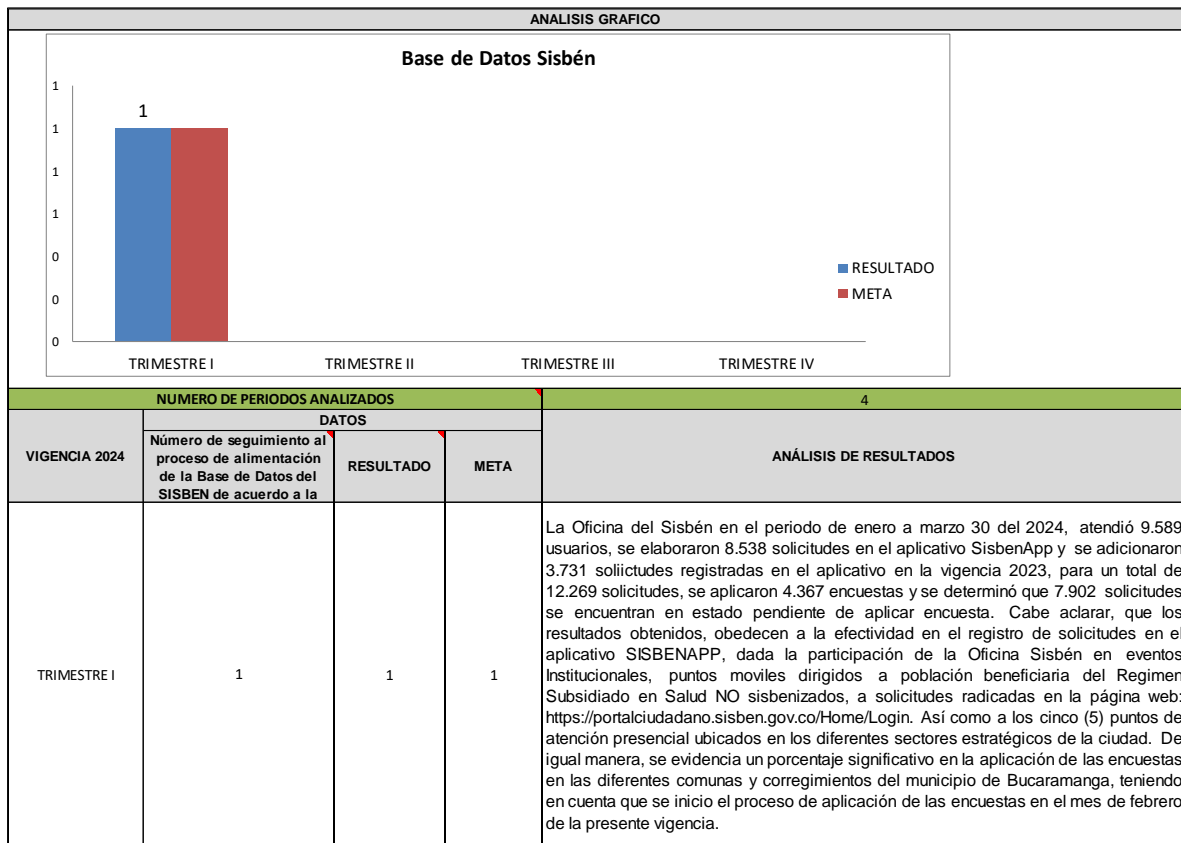 ANALISIS GRAFICO
Base de Datos Sisbén
1
1
1
1
1
0
0
0
RESULTADO
META
TRIMESTRE I
TRIMESTRE II
TRIMESTRE III
TRIMESTRE IV
NUMERO DE PERIODOS ANALIZADOS
4
VIGENCIA 2024
DATOS
Número de seguimiento al
proceso de alimentación
de la Base de Datos del
SISBEN de acuerdo a la
RESULTADO
META
ANÁLISIS DE RESULTADOS
TRIMESTRE I
1
1
1
La Oficina del Sisbén en el periodo de enero a marzo 30 del 2024, atendió 9.589
usuarios, se elaboraron 8.538 solicitudes en el aplicativo SisbenApp y se adicionaron
3.731 soliictudes registradas en el aplicativo en la vigencia 2023, para un total de
12.269 solicitudes, se aplicaron 4.367 encuestas y se determinó que 7.902 solicitudes
se encuentran en estado pendiente de aplicar encuesta. Cabe aclarar, que los
resultados obtenidos, obedecen a la efectividad en el registro de solicitudes en el
aplicativo SISBENAPP, dada la participación de la Oficina Sisbén en eventos
Institucionales, puntos moviles dirigidos a población beneficiaria del Regimen
Subsidiado en Salud NO sisbenizados, a solicitudes radicadas en la página web:
https://portalciudadano.sisben.gov.co/Home/Login. Así como a los cinco (5) puntos de
atención presencial ubicados en los diferentes sectores estratégicos de la ciudad. De
igual manera, se evidencia un porcentaje significativo en la aplicación de las encuestas
en las diferentes comunas y corregimientos del municipio de Bucaramanga, teniendo
en cuenta que se inicio el proceso de aplicación de las encuestas en el mes de febrero
de la presente vigencia.